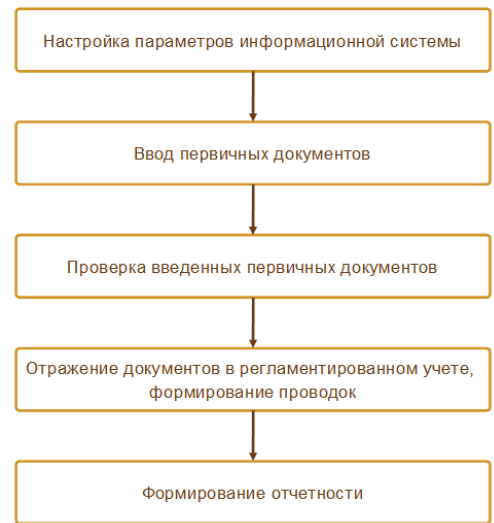 Настройка параметров информационной системы
Ввод первичных документов
Проверка введенных первичных документов
Отражение документов в регламентированном учете,
формирование проводок
Формирование отчетности